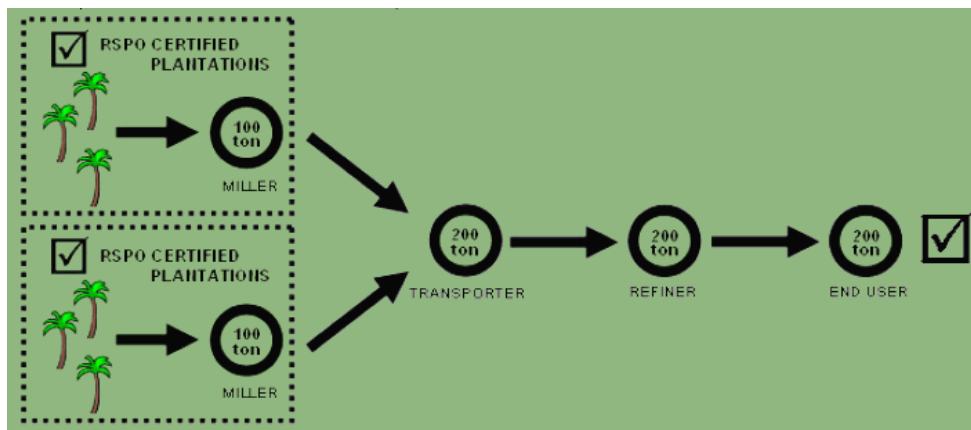 RSPO CERTIFIED
PLANTATIONS
100
ton
MILLER
RSPO CERTIFIED
PLANTATIONS
100
ton
MILLER
200
ton
TRANSPORTER
200
ton
REFINER
200
ton
END USER